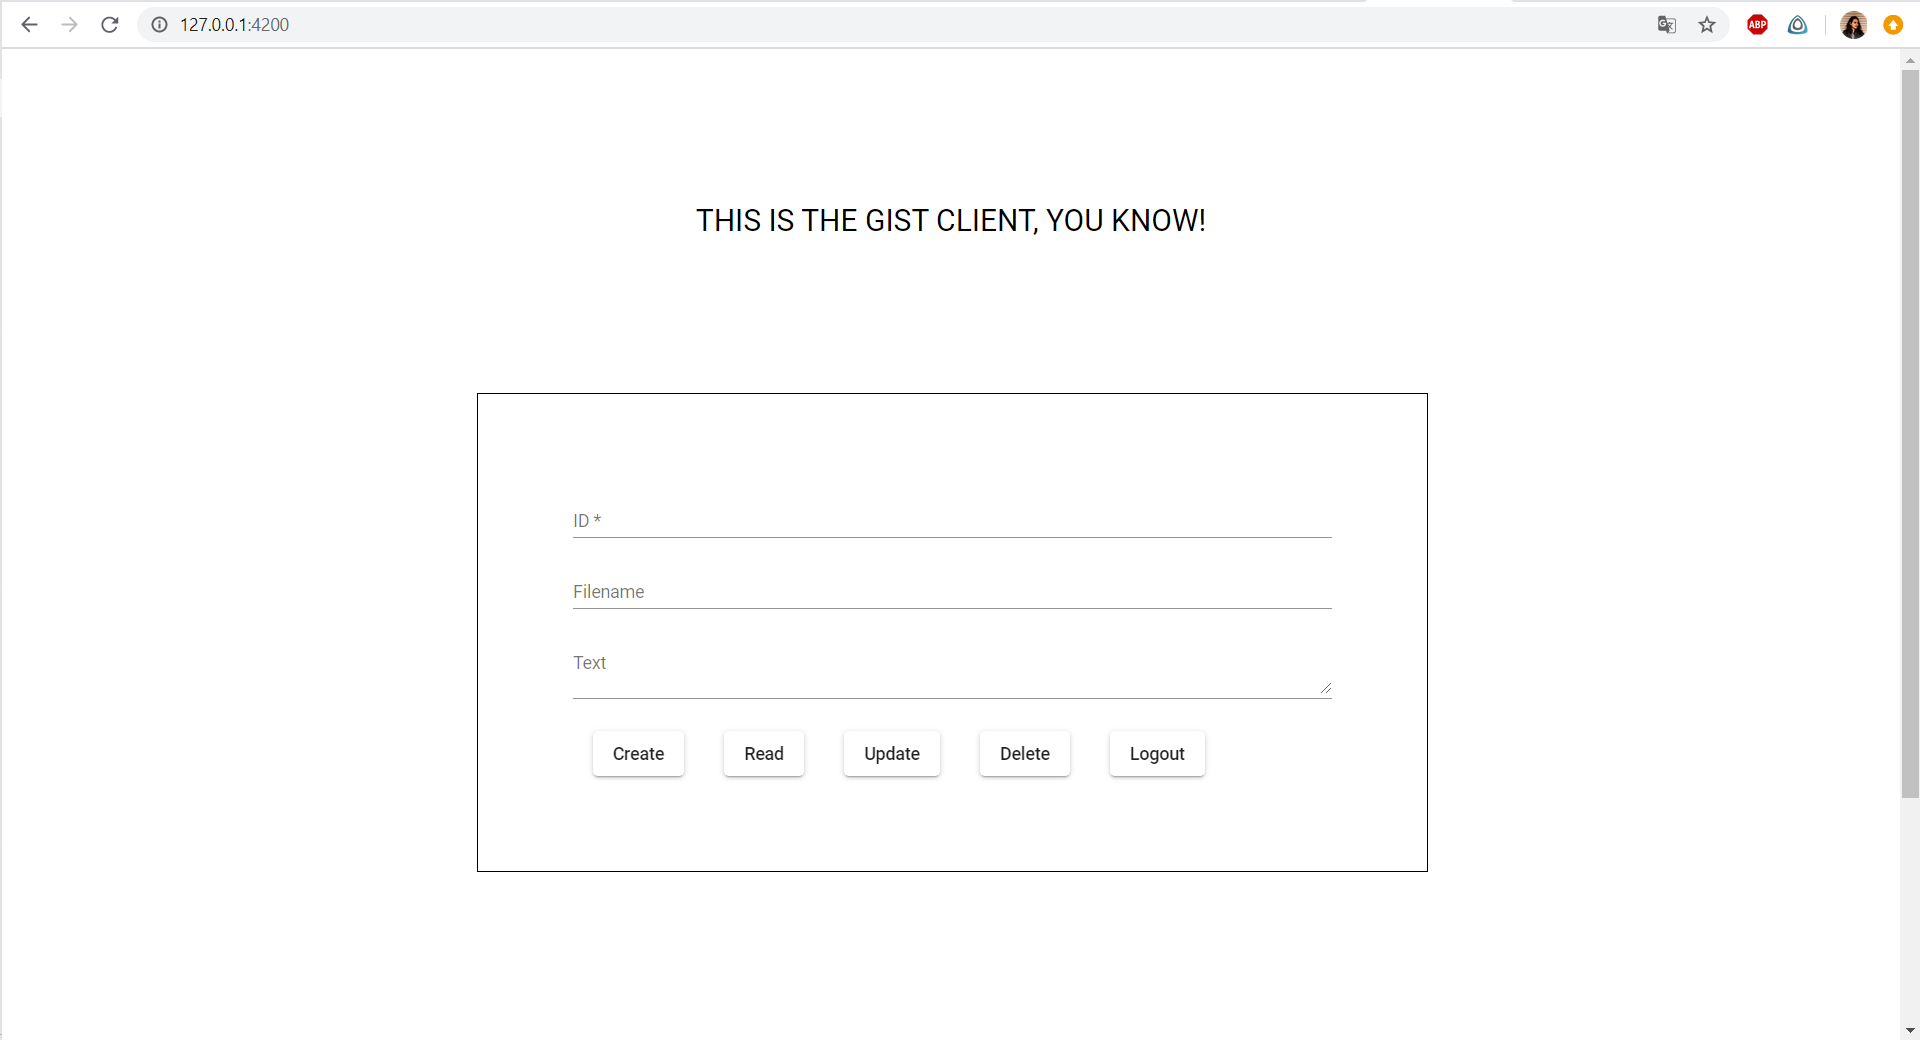 127.0.0.1:4200
ABP
THIS IS THE GIST CLIENT, YOU KNOW!
ID *
Filename
Text
Create Read Update Delete Logout